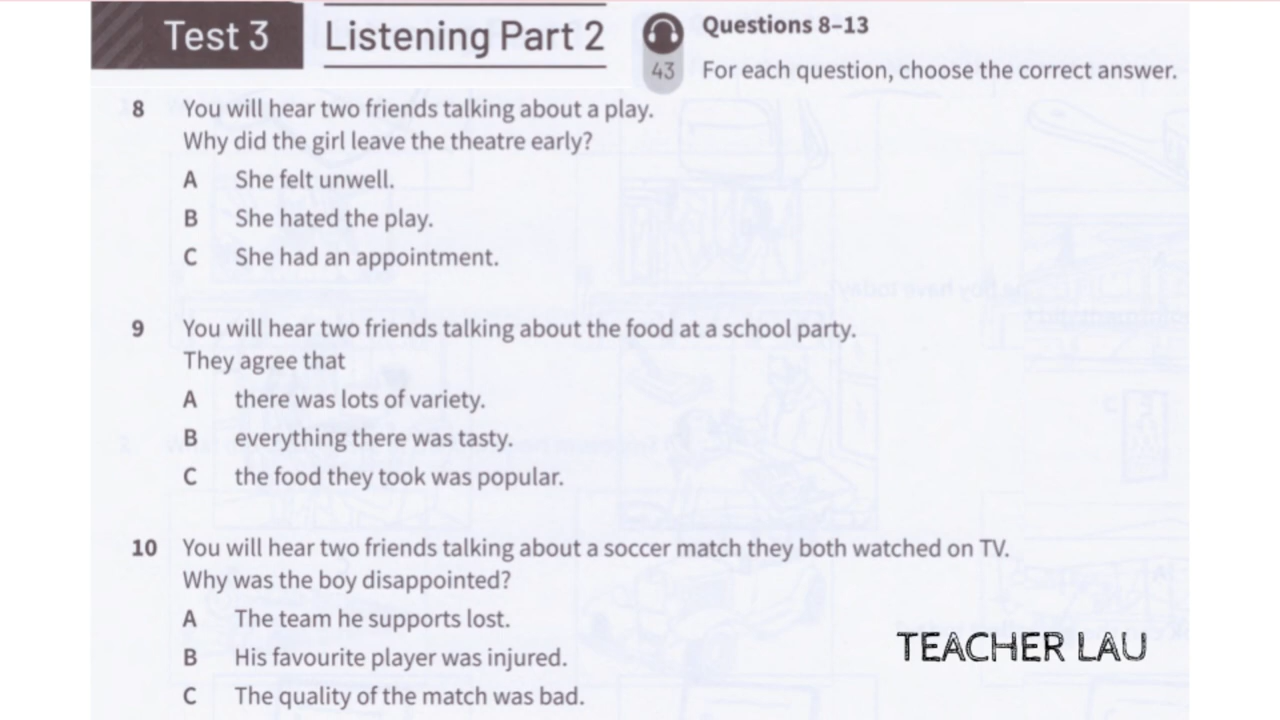 Test 3
Listening Part 2
43
Questions 8–13
For each question, choose the correct answer.
8 You will hear two friends talking about a play.
Why did the girl leave the theatre early?
A She felt unwell.
B She hated the play.
C She had an appointment.
9 You will hear two friends talking about the food at a school party.
They agree that
A there was lots of variety.
B everything there was tasty.
C the food they took was popular.
10 You will hear two friends talking about a soccer match they both watched on TV.
Why was the boy disappointed?
A The team he supports lost.
B His favourite player was injured.
C The quality of the match was bad.
TEACHER LAU